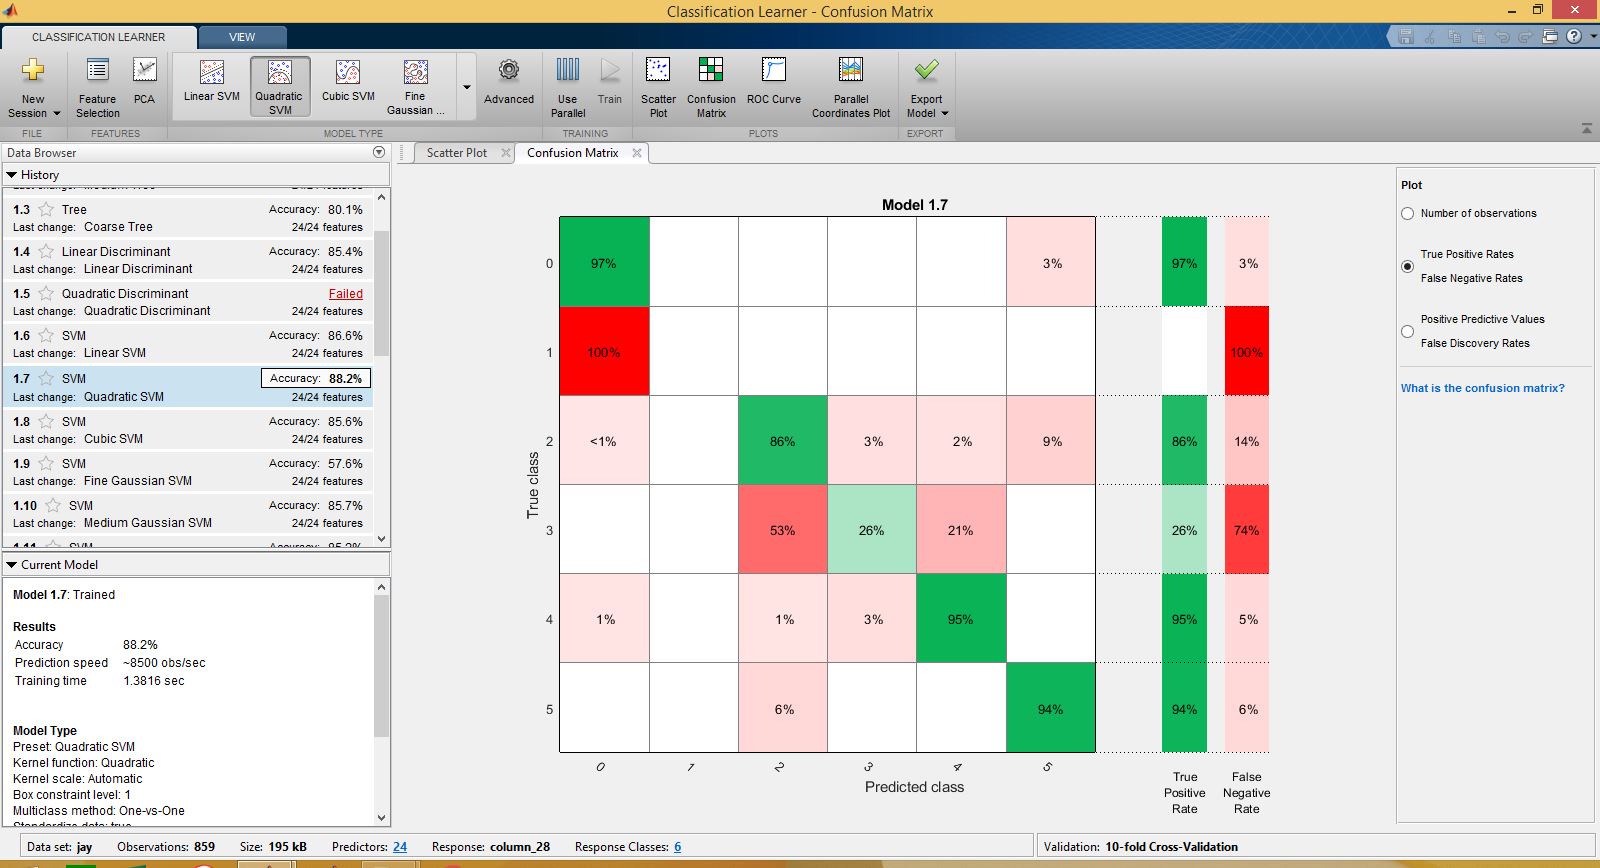 Classification Learner - Confusion Matrix
CLASSIFICATION LEARNER
VIEW
New Session
Feature Selection
PCA
Linear SVM
Quadratic SVM
Cubic SVM
Fine Gaussian ...
Advanced
Use Parallel
Train
Scatter Plot
Confusion Matrix
ROC Curve
Parallel Coordinates Plot
Export Model
FILE
FEATURES
MODEL TYPE
TRAINING
PLOTS
EXPORT
Data Browser
History
1.3 Tree Accuracy: 80.1%
Last change: Coarse Tree 24/24 features
1.4 Linear Discriminant Accuracy: 85.4%
Last change: Linear Discriminant 24/24 features
1.5 Quadratic Discriminant Failed
Last change: Quadratic Discriminant 24/24 features
1.6 SVM Accuracy: 86.6%
Last change: Linear SVM 24/24 features
1.7 SVM Accuracy: 88.2%
Last change: Quadratic SVM 24/24 features
1.8 SVM Accuracy: 85.6%
Last change: Cubic SVM 24/24 features
1.9 SVM Accuracy: 57.6%
Last change: Fine Gaussian SVM 24/24 features
1.10 SVM Accuracy: 85.7%
Last change: Medium Gaussian SVM 24/24 features
Current Model
Model 1.7: Trained
Results
Accuracy 88.2%
Prediction speed ~8500 obs/sec
Training time 1.3816 sec
Model Type
Preset: Quadratic SVM
Kernel function: Quadratic
Kernel scale: Automatic
Box constraint level: 1
Multiclass method: One-vs-One
Standardize data: true
Scatter Plot
Confusion Matrix
Model 1.7
True class
0 97% 3% 97% 3%
1 100% 100%
2 <1% 86% 3% 2% 9% 86% 14%
3 53% 26% 21% 26% 74%
4 1% 1% 3% 95% 95% 5%
5 6% 94% 94% 6%
0 1 2 3 4 5
Predicted class
True Positive Rate
False Negative Rate
Plot
Number of observations
True Positive Rates
False Negative Rates
Positive Predictive Values
False Discovery Rates
What is the confusion matrix?
Data set: jay Observations: 859 Size: 195 kB Predictors: 24 Response: column_28 Response Classes: 6
Validation: 10-fold Cross-Validation